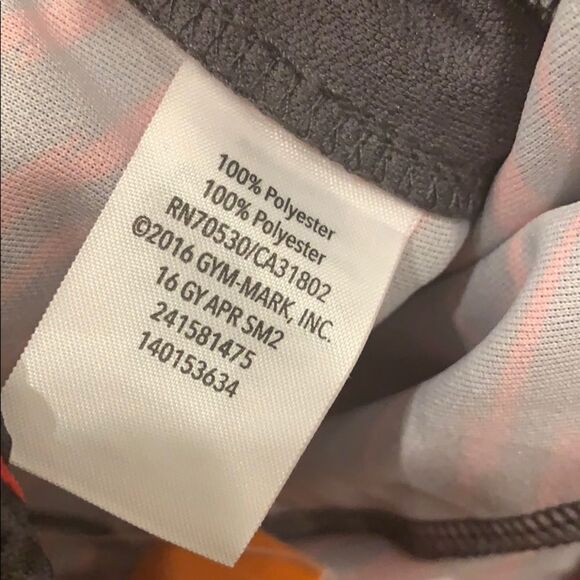 100% Polyester
100% Polyester
RN70530/CA31802
©2016 GYM-MARK, INC.
16 GY APR SM2
241581475
140153634